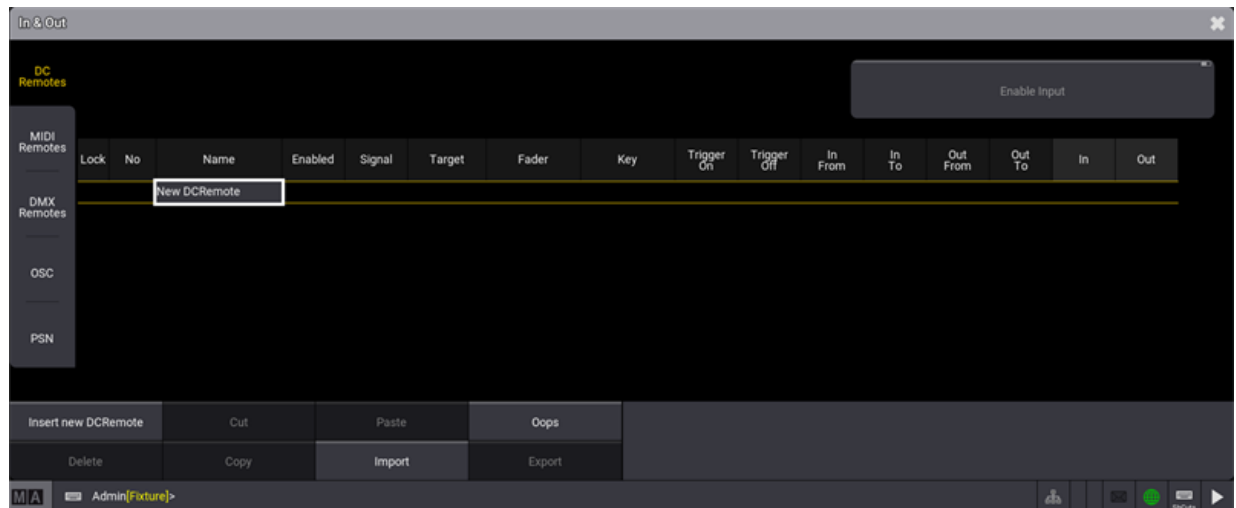 In & Out
DC
Remotes
Enable Input
MIDI
Remotes
Lock No Name Enabled Signal Target Fader Key Trigger On Trigger Off In From In To Out From Out To In Out
New DCRemote
DMX
Remotes
OSC
PSN
Insert new DCRemote Cut Paste Oops
Delete Copy Import Export
MA Admin[Fixture]>